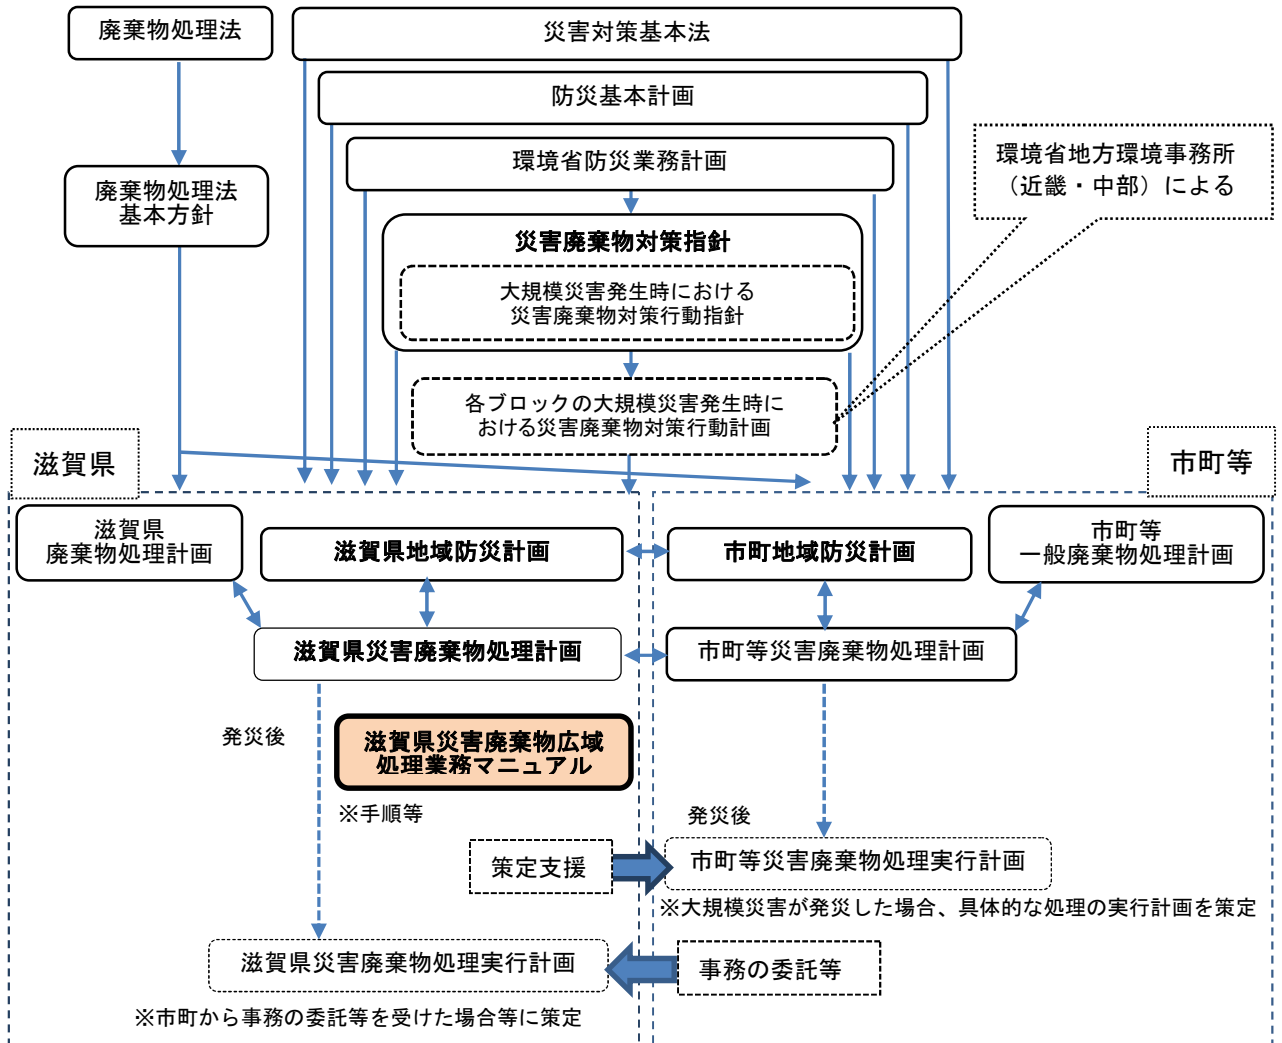 廃棄物処理法
災害対策基本法
防災基本計画
環境省防災業務計画
環境省地方環境事務所
（近畿・中部）による
廃棄物処理法
基本方針
災害廃棄物対策指針
大規模災害発生時における
災害廃棄物対策行動指針
各ブロックの大規模災害発生時に
おける災害廃棄物対策行動計画
滋賀県
市町等
滋賀県
廃棄物処理計画
滋賀県地域防災計画
市町地域防災計画
市町等
一般廃棄物処理計画
滋賀県災害廃棄物処理計画
市町等災害廃棄物処理計画
発災後
滋賀県災害廃棄物広域
処理業務マニュアル
※手順等
発災後
策定支援
市町等災害廃棄物処理実行計画
※大規模災害が発災した場合、具体的な処理の実行計画を策定
滋賀県災害廃棄物処理実行計画
事務の委託等
※市町から事務の委託等を受けた場合等に策定